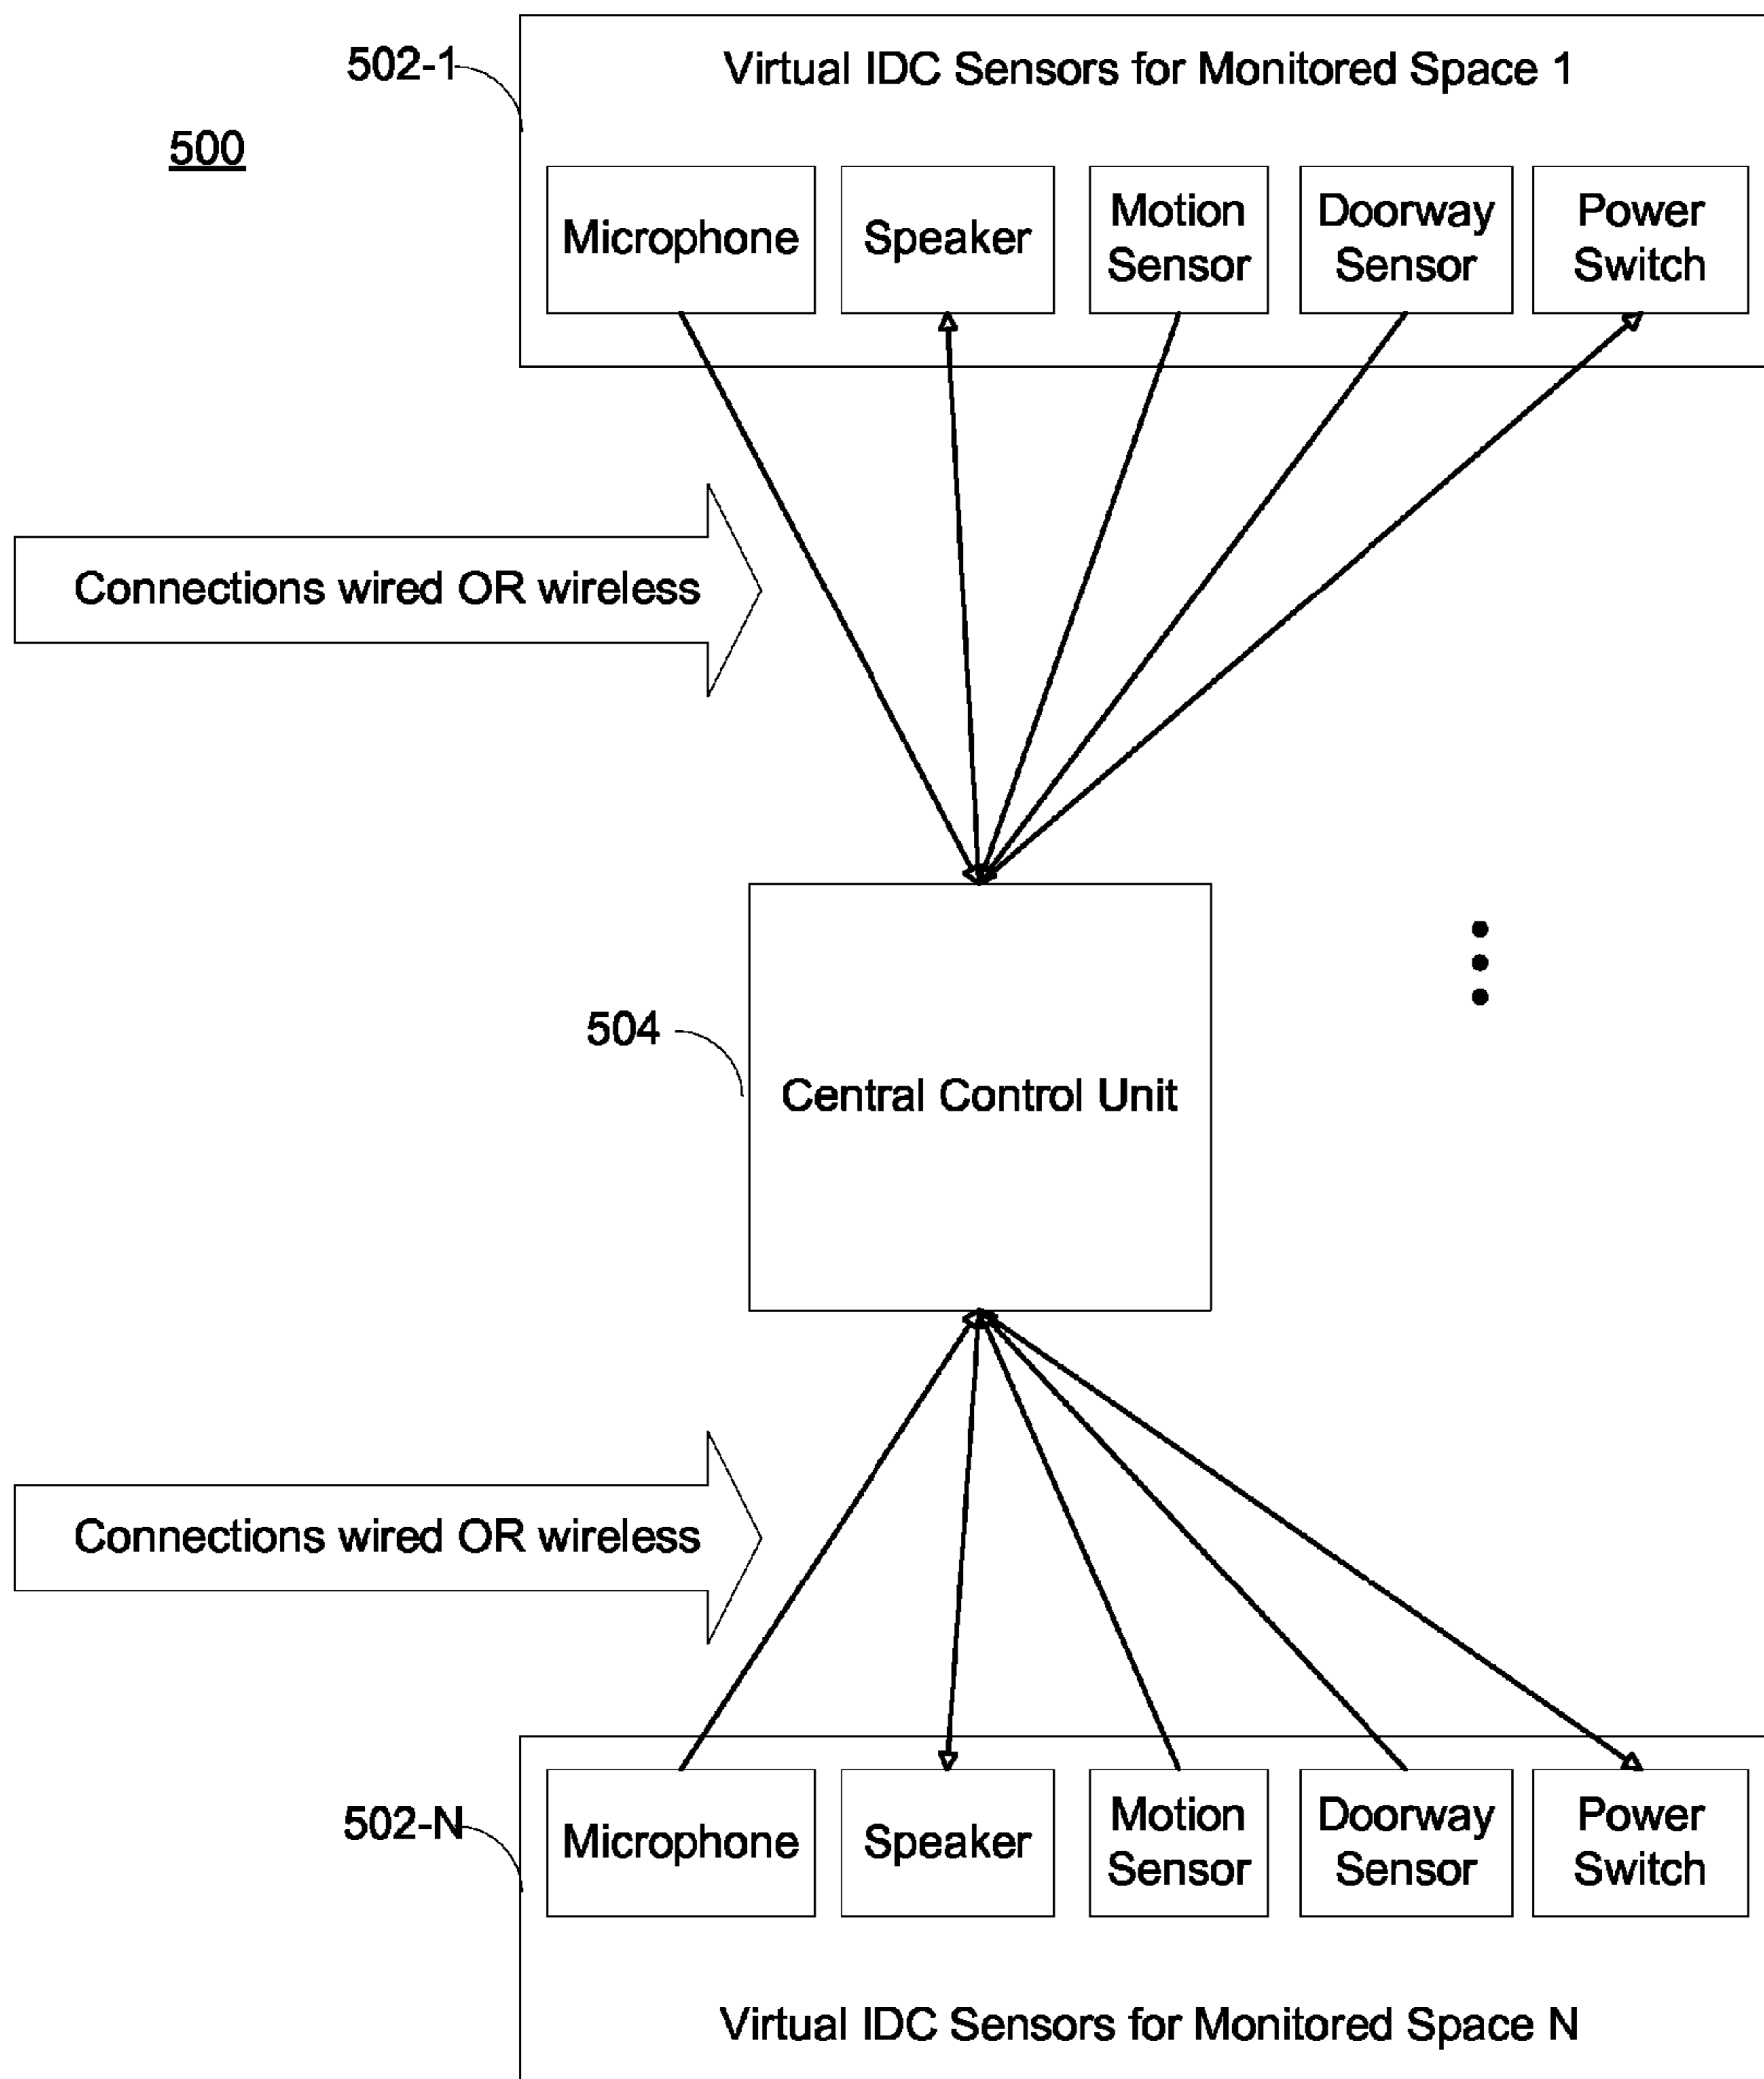 502-1
Virtual IDC Sensors for Monitored Space 1
500
Microphone
Speaker
Motion
Sensor
Doorway
Sensor
Power
Switch
Connections wired OR wireless
504
Central Control Unit
Connections wired OR wireless
502-N
Microphone
Speaker
Motion
Sensor
Doorway
Sensor
Power
Switch
Virtual IDC Sensors for Monitored Space N